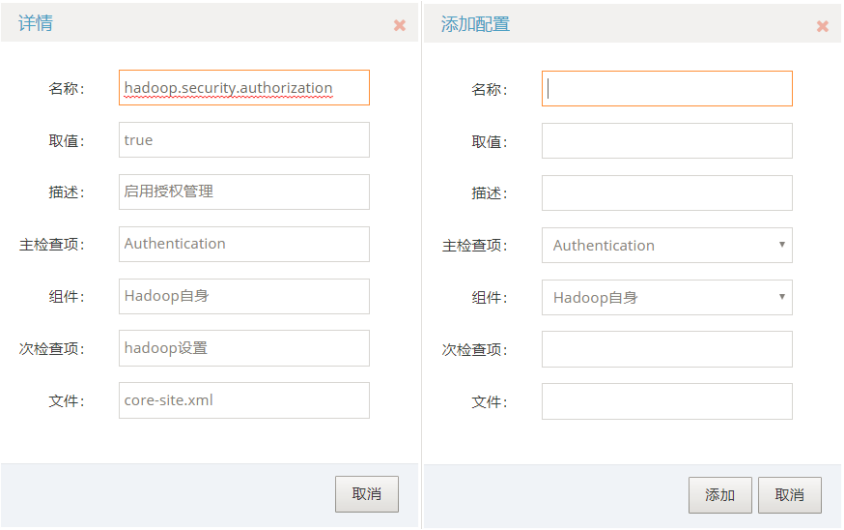 详情
名称： hadoop.security.authorization
取值： true
描述： 启用授权管理
主检查项： Authentication
组件： Hadoop自身
次检查项： hadoop设置
文件： core-site.xml
取消
添加配置
名称：
取值：
描述：
主检查项： Authentication
组件： Hadoop自身
次检查项：
文件：
添加 取消